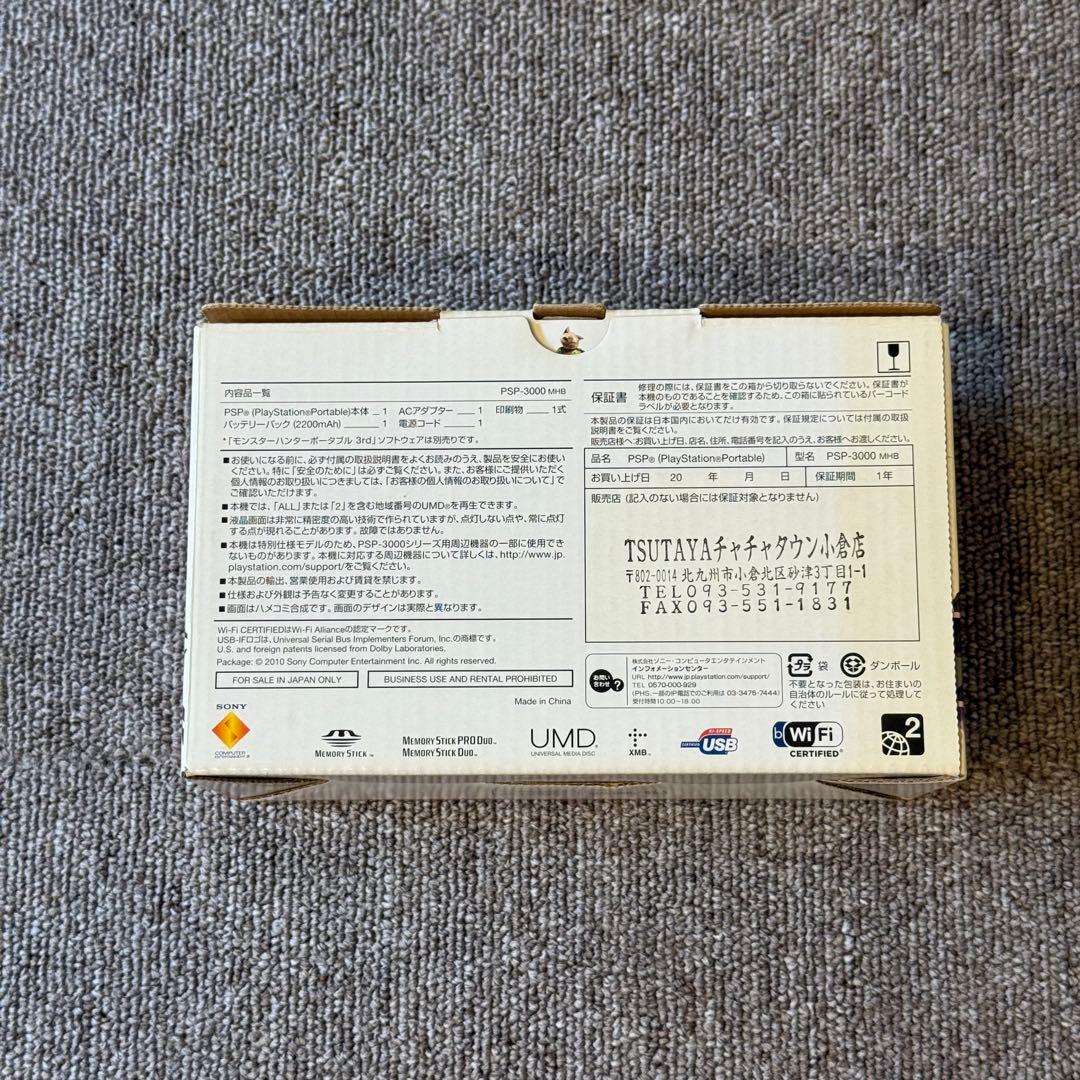 内容品一覧 PSP-3000 MHB
PSP® (PlayStation®Portable)本体 1 ACアダプター 1 印刷物 1式
バッテリーパック (2200mAh) 1 電源コード 1
*「モンスターハンターポータブル 3rd」ソフトウェアは別売りです。
■お使いになる前に、必ず付属の取扱説明書をよくお読みのうえ、製品を安全にお使い
ください。特に「安全のために」は必ずご覧ください。また、お客様にご提供いただく
個人情報のお取り扱いにつきましては、「お客様の個人情報のお取り扱いについて」で
ご確認いただけます。
■本機では、「ALL」または「2」を含む地域番号のUMD®を再生できます。
■液晶画面は非常に精密度の高い技術で作られていますが、点灯しない点や、常に点灯
する点が現れることがあります。故障ではありません。
■本機は特別仕様モデルのため、PSP-3000シリーズ用周辺機器の一部に使用でき
ないものがあります。本機に対応する周辺機器について詳しくは、http://www.jp.
playstation.com/support/をご覧ください。
■本製品の輸出、営業使用および賃貸を禁じます。
■仕様および外観は予告なく変更することがあります。
■画面はハメコミ合成です。画面のデザインは実際と異なります。
Wi-Fi CERTIFIEDはWi-Fi Allianceの認定マークです。
USB-IFロゴは、Universal Serial Bus Implementers Forum, Inc.の商標です。
U.S. and foreign patents licensed from Dolby Laboratories.
Package: © 2010 Sony Computer Entertainment Inc. All rights reserved.
FOR SALE IN JAPAN ONLY
BUSINESS USE AND RENTAL PROHIBITED
Made in China
保証書
修理の際には、保証書をこの箱から切り取らないでください。保証書が
本機のものであることを確認するため、この箱に貼られているバーコード
ラベルが必要となります。
本製品の保証は日本国内においてだけ有効です。保証規定については付属の取扱
説明書をご覧ください。
販売店様へお買い上げ日、店名、住所、電話番号を記入のうえ、お客様へお渡しください。
品名 PSP® (PlayStation®Portable) 型名 PSP-3000 MHB
お買い上げ日 20 年 月 日 保証期間 1年
販売店 (記入のない場合には保証対象となりません)
TSUTAYAチャチャタウン小倉店
〒802-0014 北九州市小倉北区砂津3丁目1-1
TEL093-531-9177
FAX093-551-1831
お問い
合わせ ?
株式会社ソニー・コンピュータエンタテインメント
インフォメーションセンター
URL http://www.jp.playstation.com/support/
TEL 0570-000-929
(PHS、一部のIP電話でのご利用は 03-3475-7444)
受付時間10:00~18:00
プラ 袋 ダンボール
不要となった包装は、お住まいの
自治体のルールに従って処理して
ください
SONY
COMPUTER
ENTERTAINMENT
MEMORY STICK™
MEMORY STICK PRO DUO™
MEMORY STICK DUO™
UMD™
UNIVERSAL MEDIA DISC
XMB™
CERTIFIED HI-SPEED USB
b Wi Fi
CERTIFIED®
2